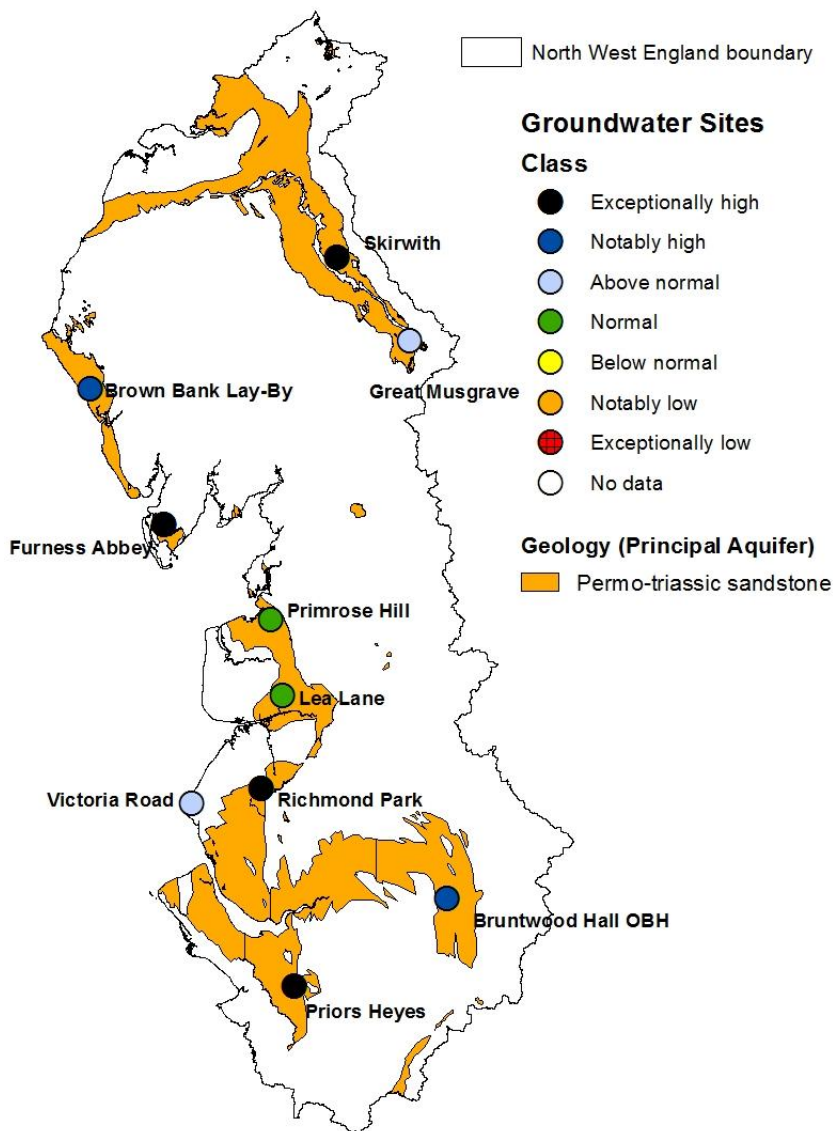 North West England boundary
Groundwater Sites
Class
Exceptionally high
Notably high
Above normal
Normal
Below normal
Notably low
Exceptionally low
No data
Geology (Principal Aquifer)
Permo-triassic sandstone
Skirwith
Great Musgrave
Brown Bank Lay-By
Furness Abbey
Primrose Hill
Lea Lane
Victoria Road
Richmond Park
Bruntwood Hall OBH
Priors Heyes